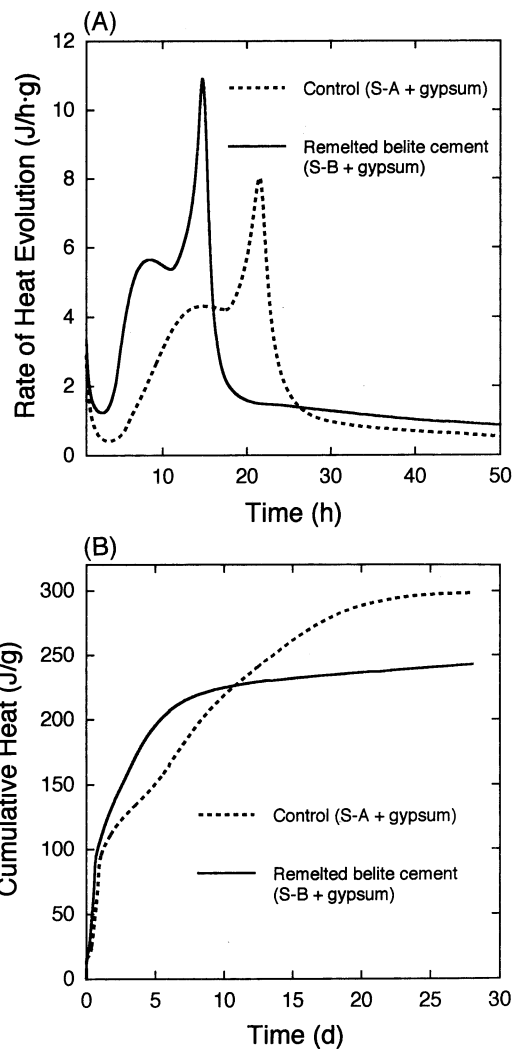 (A)
12
10
8
6
4
2
0
Rate of Heat Evolution (J/h·g)
Control (S-A + gypsum)
Remelted belite cement
(S-B + gypsum)
10 20 30 40 50
Time (h)
(B)
300
250
200
150
100
50
0
Cumulative Heat (J/g)
Control (S-A + gypsum)
Remelted belite cement
(S-B + gypsum)
0 5 10 15 20 25 30
Time (d)